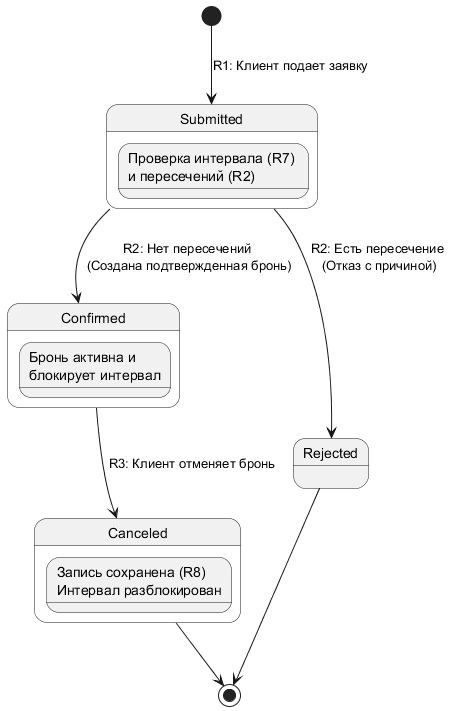 R1: Клиент подает заявку
Submitted
Проверка интервала (R7)
и пересечений (R2)
R2: Нет пересечений
(Создана подтвержденная бронь)
R2: Есть пересечение
(Отказ с причиной)
Confirmed
Бронь активна и
блокирует интервал
Rejected
R3: Клиент отменяет бронь
Canceled
Запись сохранена (R8)
Интервал разблокирован